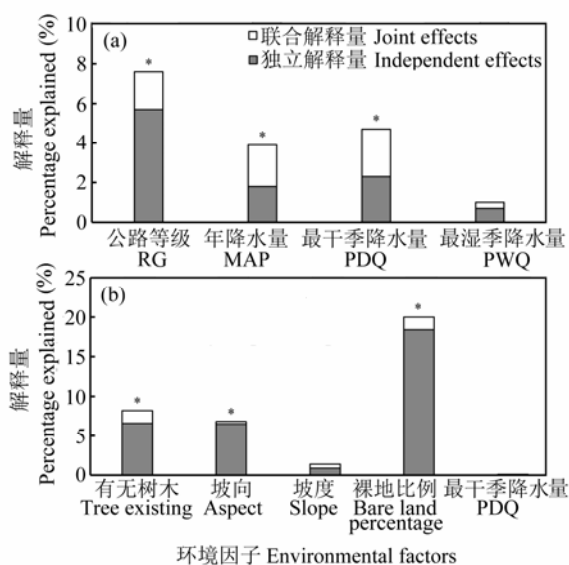 解释量
Percentage explained (%)
10
8
6
4
2
0
(a)
联合解释量 Joint effects
独立解释量 Independent effects
*
*
*
公路等级
RG
年降水量
MAP
最干季降水量
PDQ
最湿季降水量
PWQ
解释量
Percentage explained (%)
25
20
15
10
5
0
(b)
*
*
*
有无树木
Tree existing
坡向
Aspect
坡度
Slope
裸地比例
Bare land
percentage
最干季降水量
PDQ
环境因子 Environmental factors